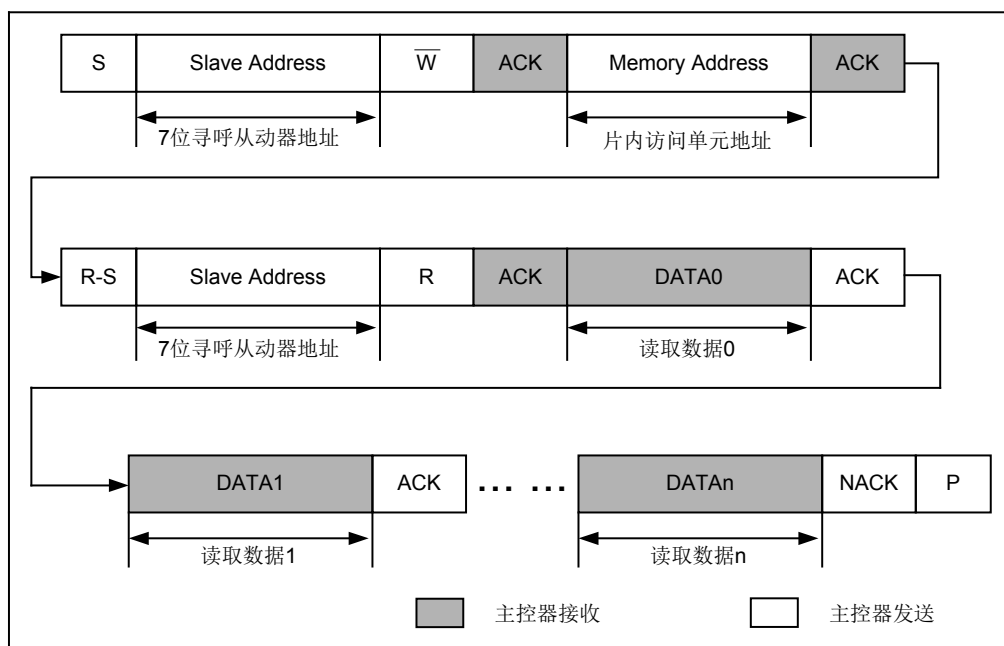 S Slave Address W̅ ACK Memory Address ACK
7位寻呼从动器地址 片内访问单元地址
R-S Slave Address R ACK DATA0 ACK
7位寻呼从动器地址 读取数据0
DATA1 ACK ... ... DATAn NACK P
读取数据1 读取数据n
主控器接收 主控器发送